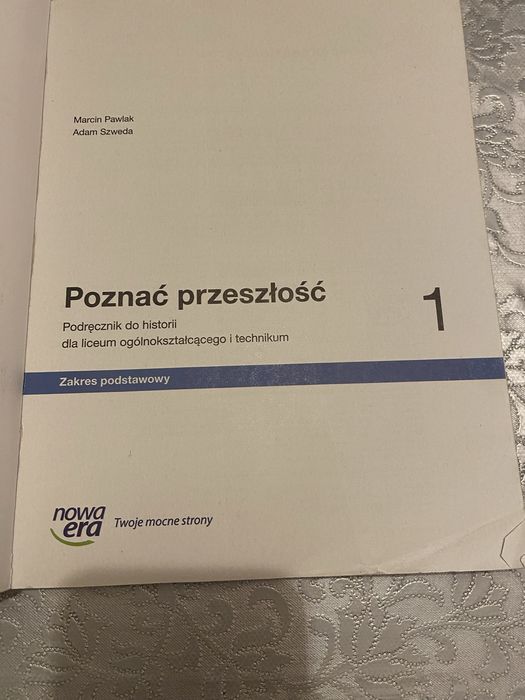 Marcin Pawlak
Adam Szweda
Poznać przeszłość
1
Podręcznik do historii
dla liceum ogólnokształcącego i technikum
Zakres podstawowy
nowa
era
Twoje mocne strony